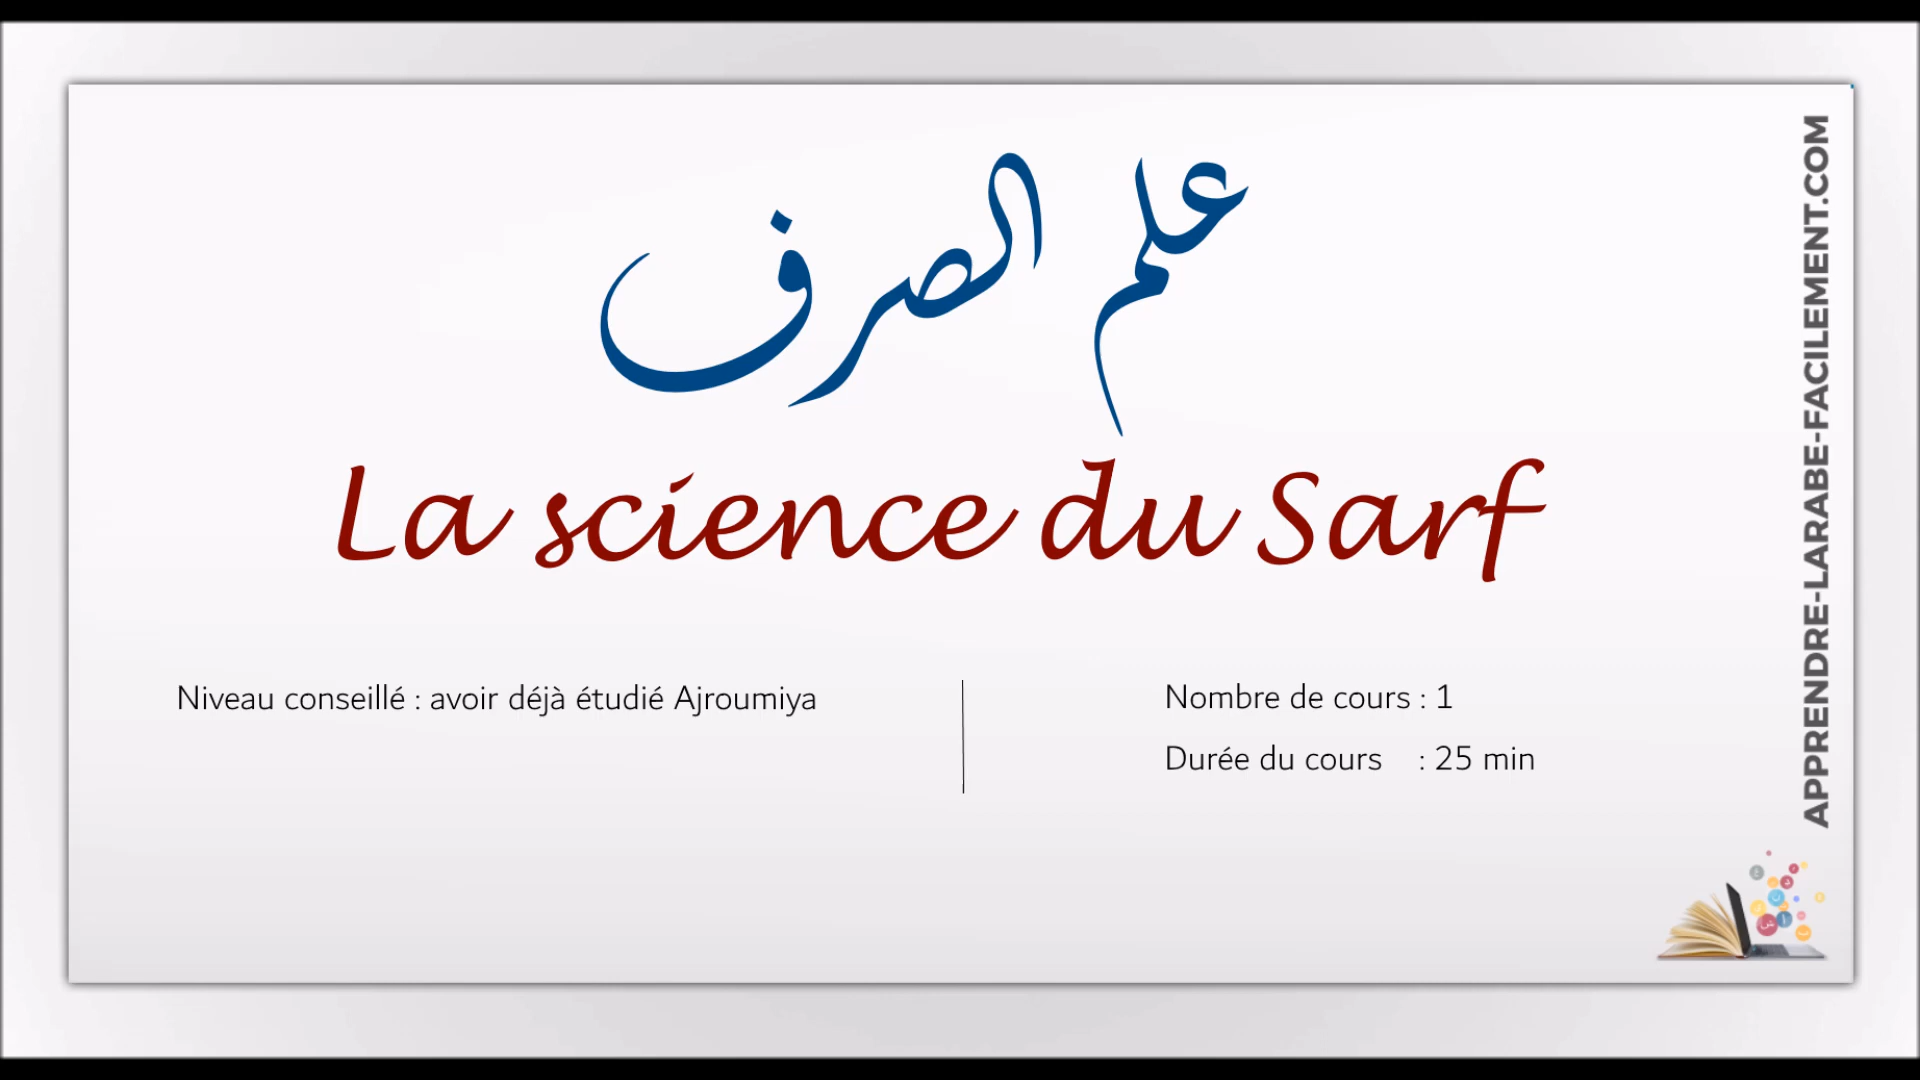 علم الصرف
La science du Sarf
Niveau conseillé : avoir déjà étudié Ajroumiya
Nombre de cours : 1
Durée du cours : 25 min
APPRENDRE-LARABE-FACILEMENT.COM